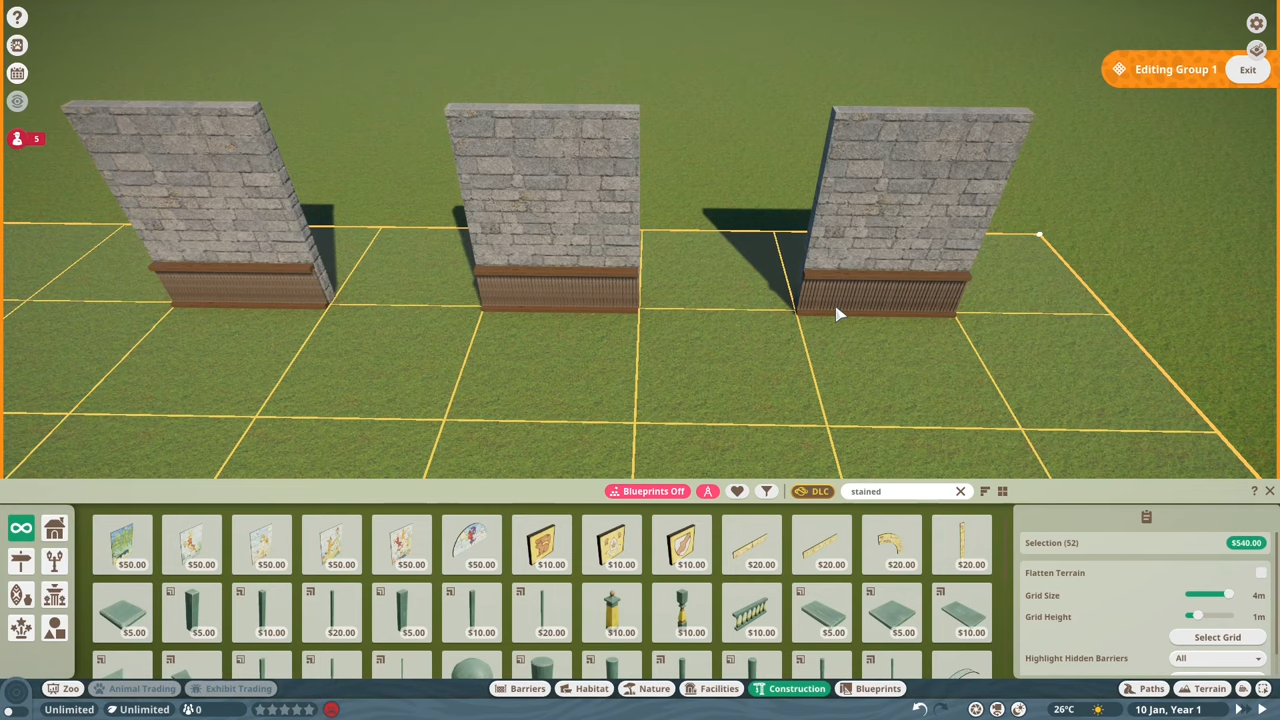 ?
Editing Group 1
Exit
5
Blueprints Off
DLC
stained
?
$50.00
$50.00
$50.00
$50.00
$50.00
$50.00
$10.00
$10.00
$10.00
$20.00
$20.00
$20.00
$20.00
$5.00
$5.00
$10.00
$20.00
$5.00
$10.00
$20.00
$10.00
$10.00
$10.00
$5.00
$5.00
$10.00
Selection (52)
$540.00
Flatten Terrain
Grid Size
4m
Grid Height
1m
Select Grid
Highlight Hidden Barriers
All
Zoo
Animal Trading
Exhibit Trading
Barriers
Habitat
Nature
Facilities
Construction
Blueprints
Paths
Terrain
Unlimited
Unlimited
0
26°C
10 Jan, Year 1